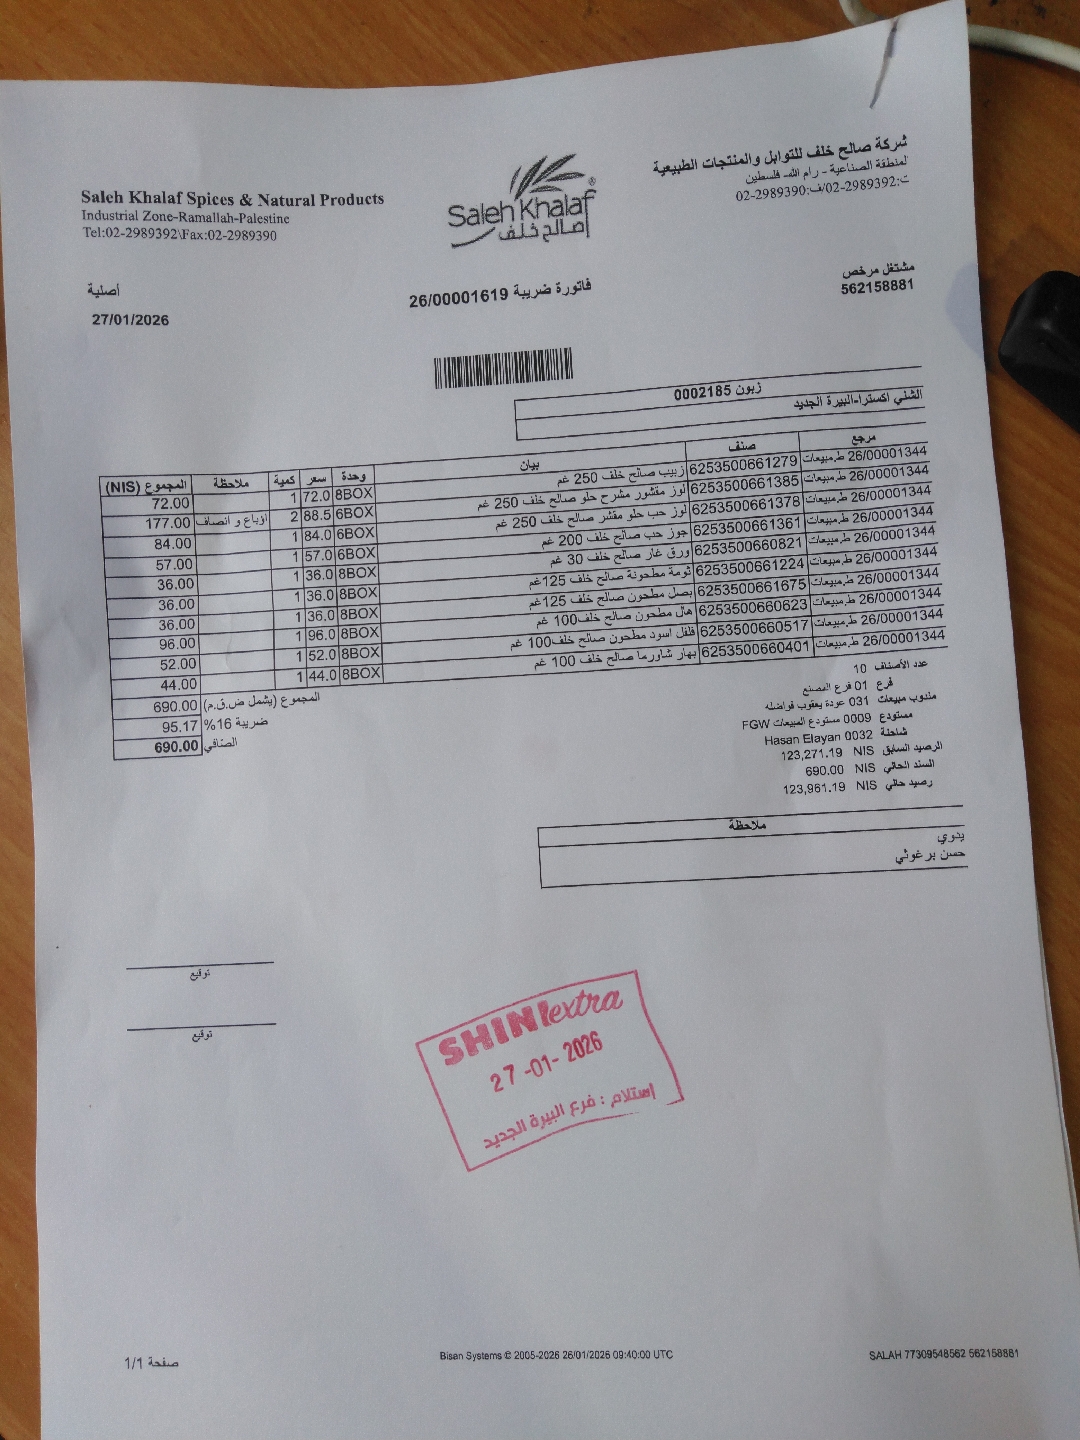 Saleh Khalaf Spices & Natural Products
Industrial Zone-Ramallah-Palestine
Tel:02-2989392\Fax:02-2989390
Saleh Khalaf®
صالح خلف
شركة صالح خلف للتوابل والمنتجات الطبيعية
المنطقة الصناعية - رام الله- فلسطين
ت:02-2989392/ف:02-2989390
أصلية
27/01/2026
فاتورة ضريبة 26/00001619
مشتغل مرخص
562158881
زبون 0002185
الشني اكسترا-البيرة الجديد
مرجع صنف بيان وحدة سعر كمية ملاحظة المجموع (NIS)
26/00001344 ط.مبيعات 6253500661279 زبيب صالح خلف 250 غم 8BOX 72.0 1 72.00
26/00001344 ط.مبيعات 6253500661385 لوز مقشور مشرح حلو صالح خلف 250 غم 6BOX 88.5 2 ارباع و انصاف 177.00
26/00001344 ط.مبيعات 6253500661378 لوز حب حلو مقشر صالح خلف 250 غم 6BOX 84.0 1 84.00
26/00001344 ط.مبيعات 6253500661361 جوز حب صالح خلف 200 غم 6BOX 57.0 1 57.00
26/00001344 ط.مبيعات 6253500660821 ورق غار صالح خلف 30 غم 8BOX 36.0 1 36.00
26/00001344 ط.مبيعات 6253500661224 ثومة مطحونة صالح خلف 125غم 8BOX 36.0 1 36.00
26/00001344 ط.مبيعات 6253500661675 بصل مطحون صالح خلف 125غم 8BOX 36.0 1 36.00
26/00001344 ط.مبيعات 6253500660623 هال مطحون صالح خلف100 غم 8BOX 96.0 1 96.00
26/00001344 ط.مبيعات 6253500660517 فلفل اسود مطحون صالح خلف100 غم 8BOX 52.0 1 52.00
26/00001344 ط.مبيعات 6253500660401 بهار شاورما صالح خلف 100 غم 8BOX 44.0 1 44.00
المجموع (يشمل ض.ق.م) 690.00
ضريبة 16% 95.17
الصافي 690.00
عدد الأصناف 10
فرع 01 فرع المصنع
مندوب مبيعات 031 عودة يعقوب فواضله
مستودع 0009 مستودع المبيعات FGW
شاحنة 0032 Hasan Elayan
الرصيد السابق NIS 123,271.19
السند الحالي NIS 690.00
رصيد حالي NIS 123,961.19
ملاحظة
يدوي
حسن برغوثي
توقيع
توقيع
SHINI extra
27-01-2026
إستلام : فرع البيرة الجديد
صفحة 1/1
Bisan Systems © 2005-2026 26/01/2026 09:40:00 UTC
SALAH 77309548562 562158881